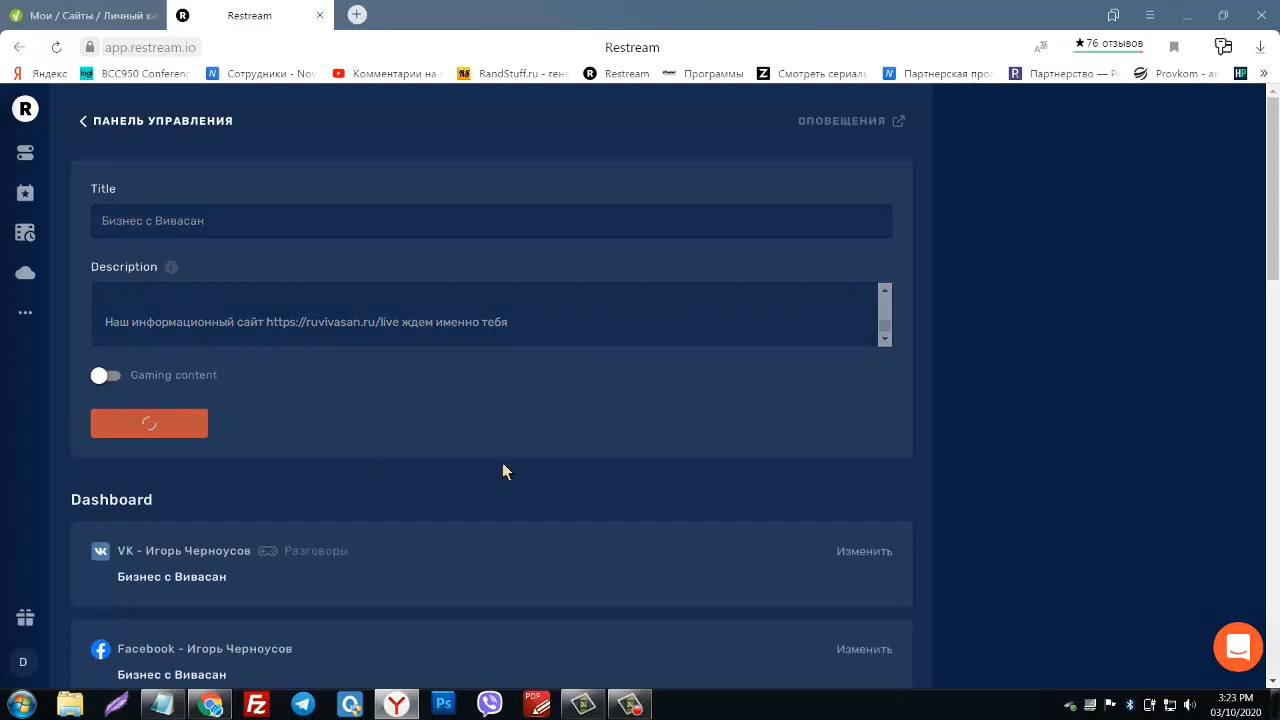 Мои / Сайты / Личный ка
Restream
app.restream.io
Restream
76 отзывов
Яндекс
BCC950 Conferenc
Сотрудники - Nov
Комментарии на х
RandStuff.ru - ген
Restream
Программы
Смотреть сериаль
Партнерская прог
Партнерство — Р
Provkom - ак
ПАНЕЛЬ УПРАВЛЕНИЯ
ОПОВЕЩЕНИЯ
Title
Бизнес с Вивасан
Description
Наш информационный сайт https://ruvivasan.ru/live ждем именно тебя
Gaming content
Dashboard
VK - Игорь Черноусов
Разговоры
Изменить
Бизнес с Вивасан
Facebook - Игорь Черноусов
Изменить
Бизнес с Вивасан
D
3:23 PM
03/10/2020